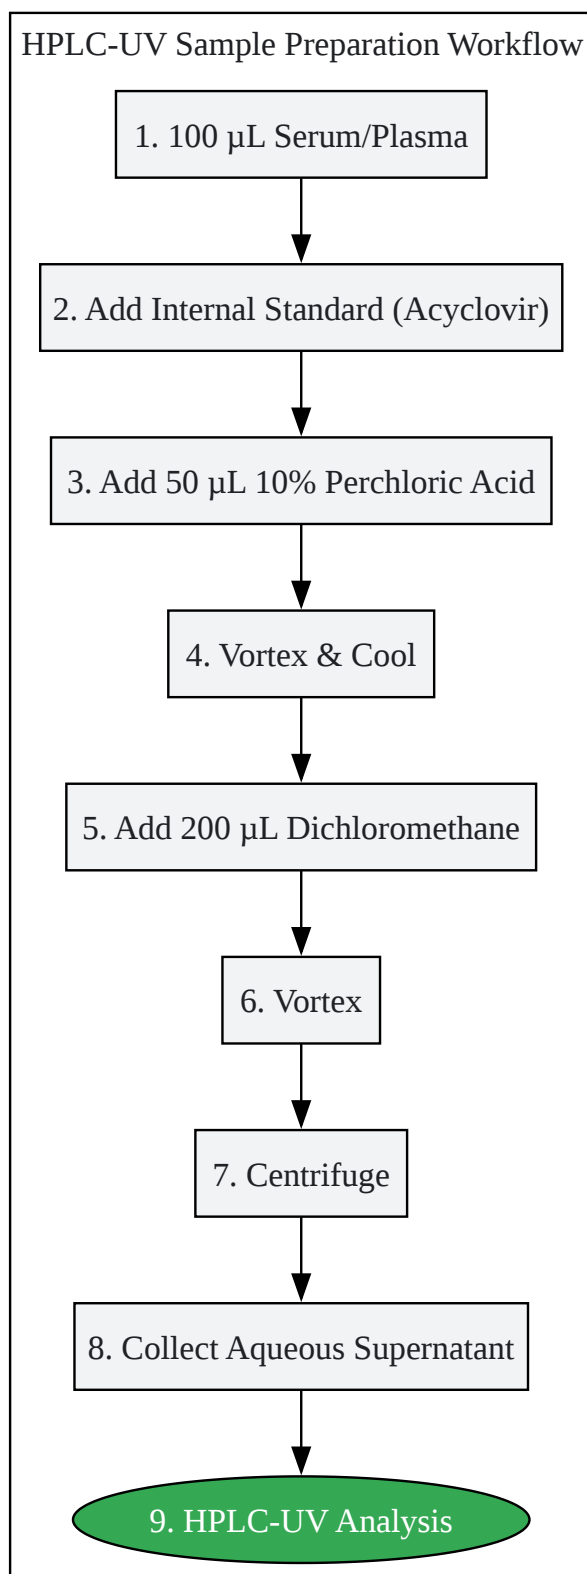 HPLC-UV Sample Preparation Workflow
1. 100 µL Serum/Plasma
2. Add Internal Standard (Acyclovir)
3. Add 50 µL 10% Perchloric Acid
4. Vortex & Cool
5. Add 200 µL Dichloromethane
6. Vortex
7. Centrifuge
8. Collect Aqueous Supernatant
9. HPLC-UV Analysis